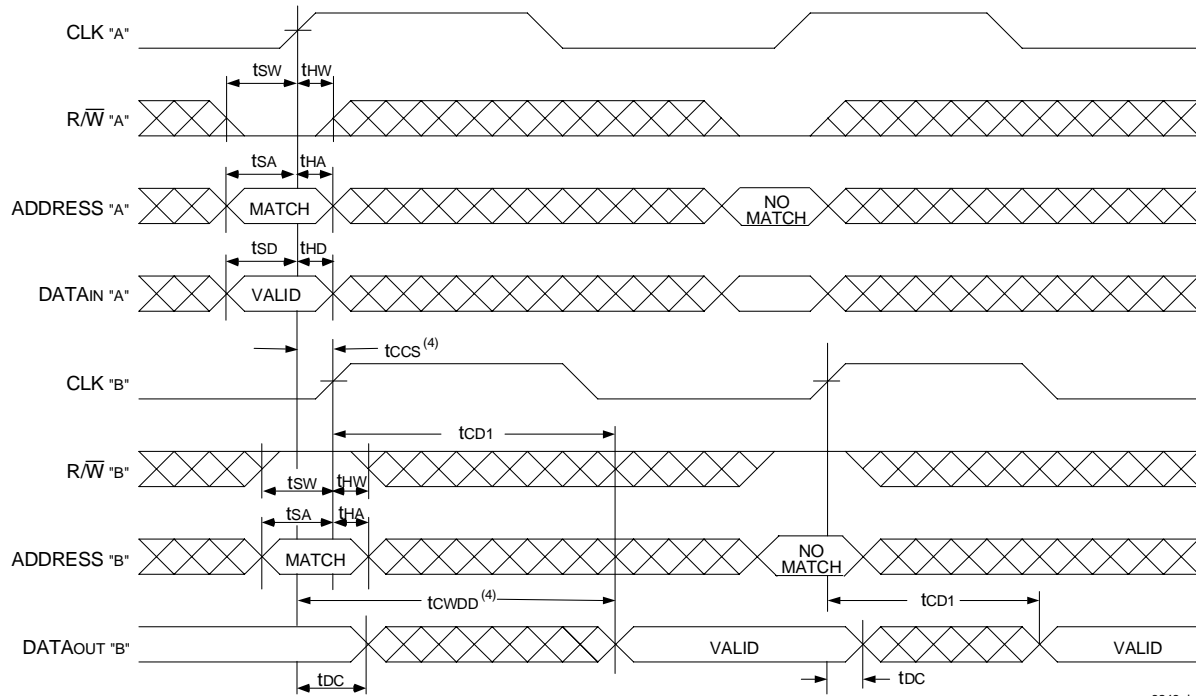 CLK "A"
tSW tHW
R/W̅ "A"
tSA tHA
ADDRESS "A" MATCH NO MATCH
tSD tHD
DATAIN "A" VALID
tCCS (4)
CLK "B"
tCD1
R/W̅ "B"
tSW tHW
tSA tHA
ADDRESS "B" MATCH NO MATCH
tCWDD (4) tCD1
DATAOUT "B" VALID VALID
tDC tDC